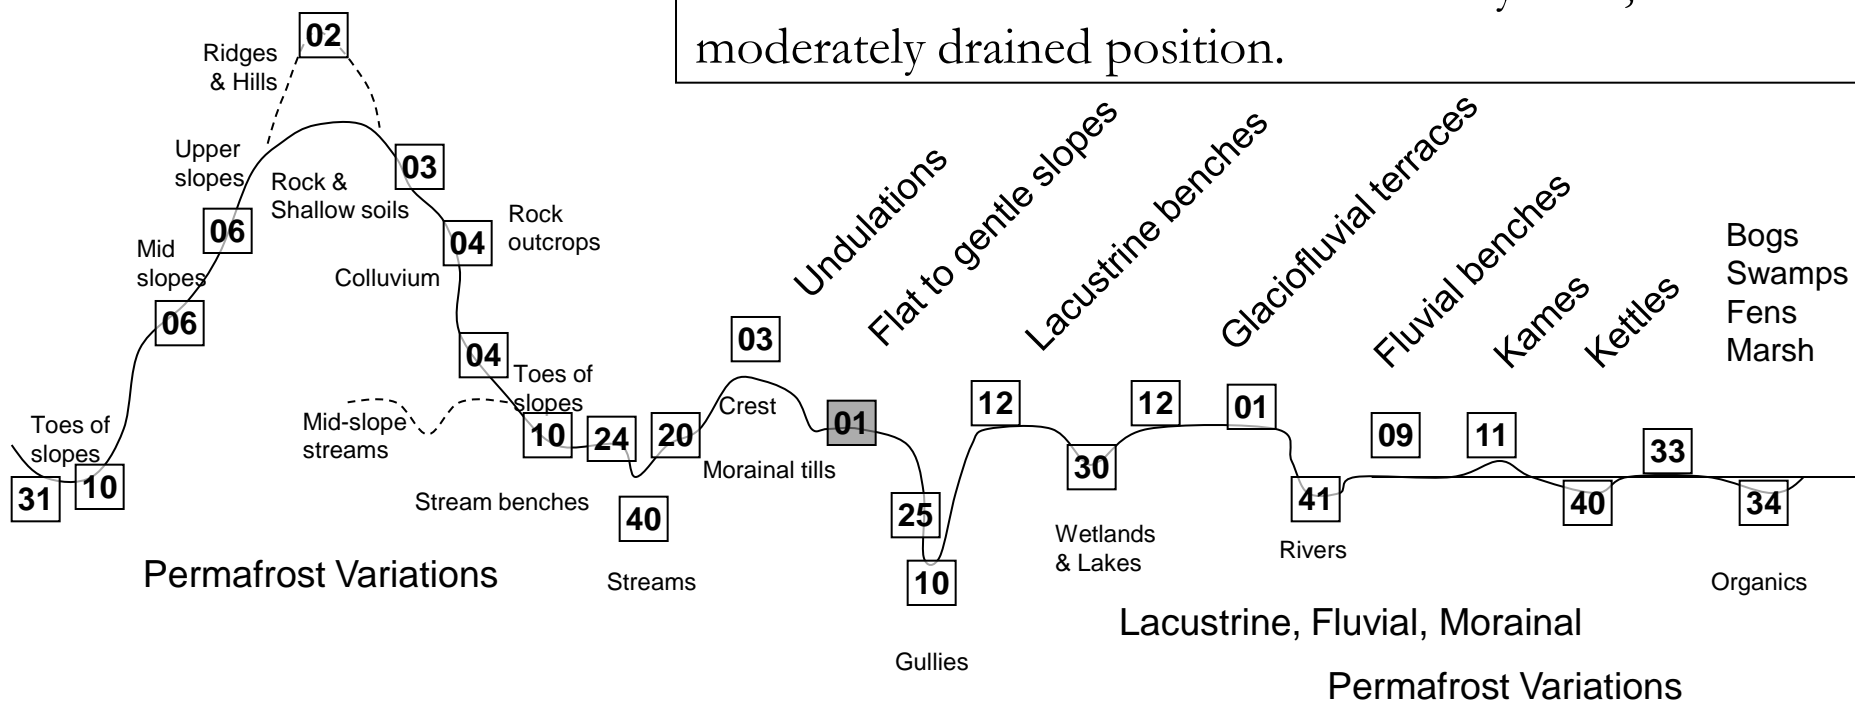 moderately drained position.
02
Ridges
& Hills
Upper
slopes
03
Rock &
Shallow soils
06
04
Rock
outcrops
Mid
slopes
Colluvium
06
04
Toes of
slopes
Mid-slope
streams
Toes of
slopes
31
10
10
24
20
Stream benches
40
Streams
Permafrost Variations
03
Crest
Morainal tills
01
25
10
Gullies
Undulations
Flat to gentle slopes
Lacustrine benches
Glaciofluvial terraces
Fluvial benches
Kames
Kettles
Bogs
Swamps
Fens
Marsh
12
30
12
01
41
09
11
40
33
34
Wetlands
& Lakes
Rivers
Organics
Lacustrine, Fluvial, Morainal
Permafrost Variations